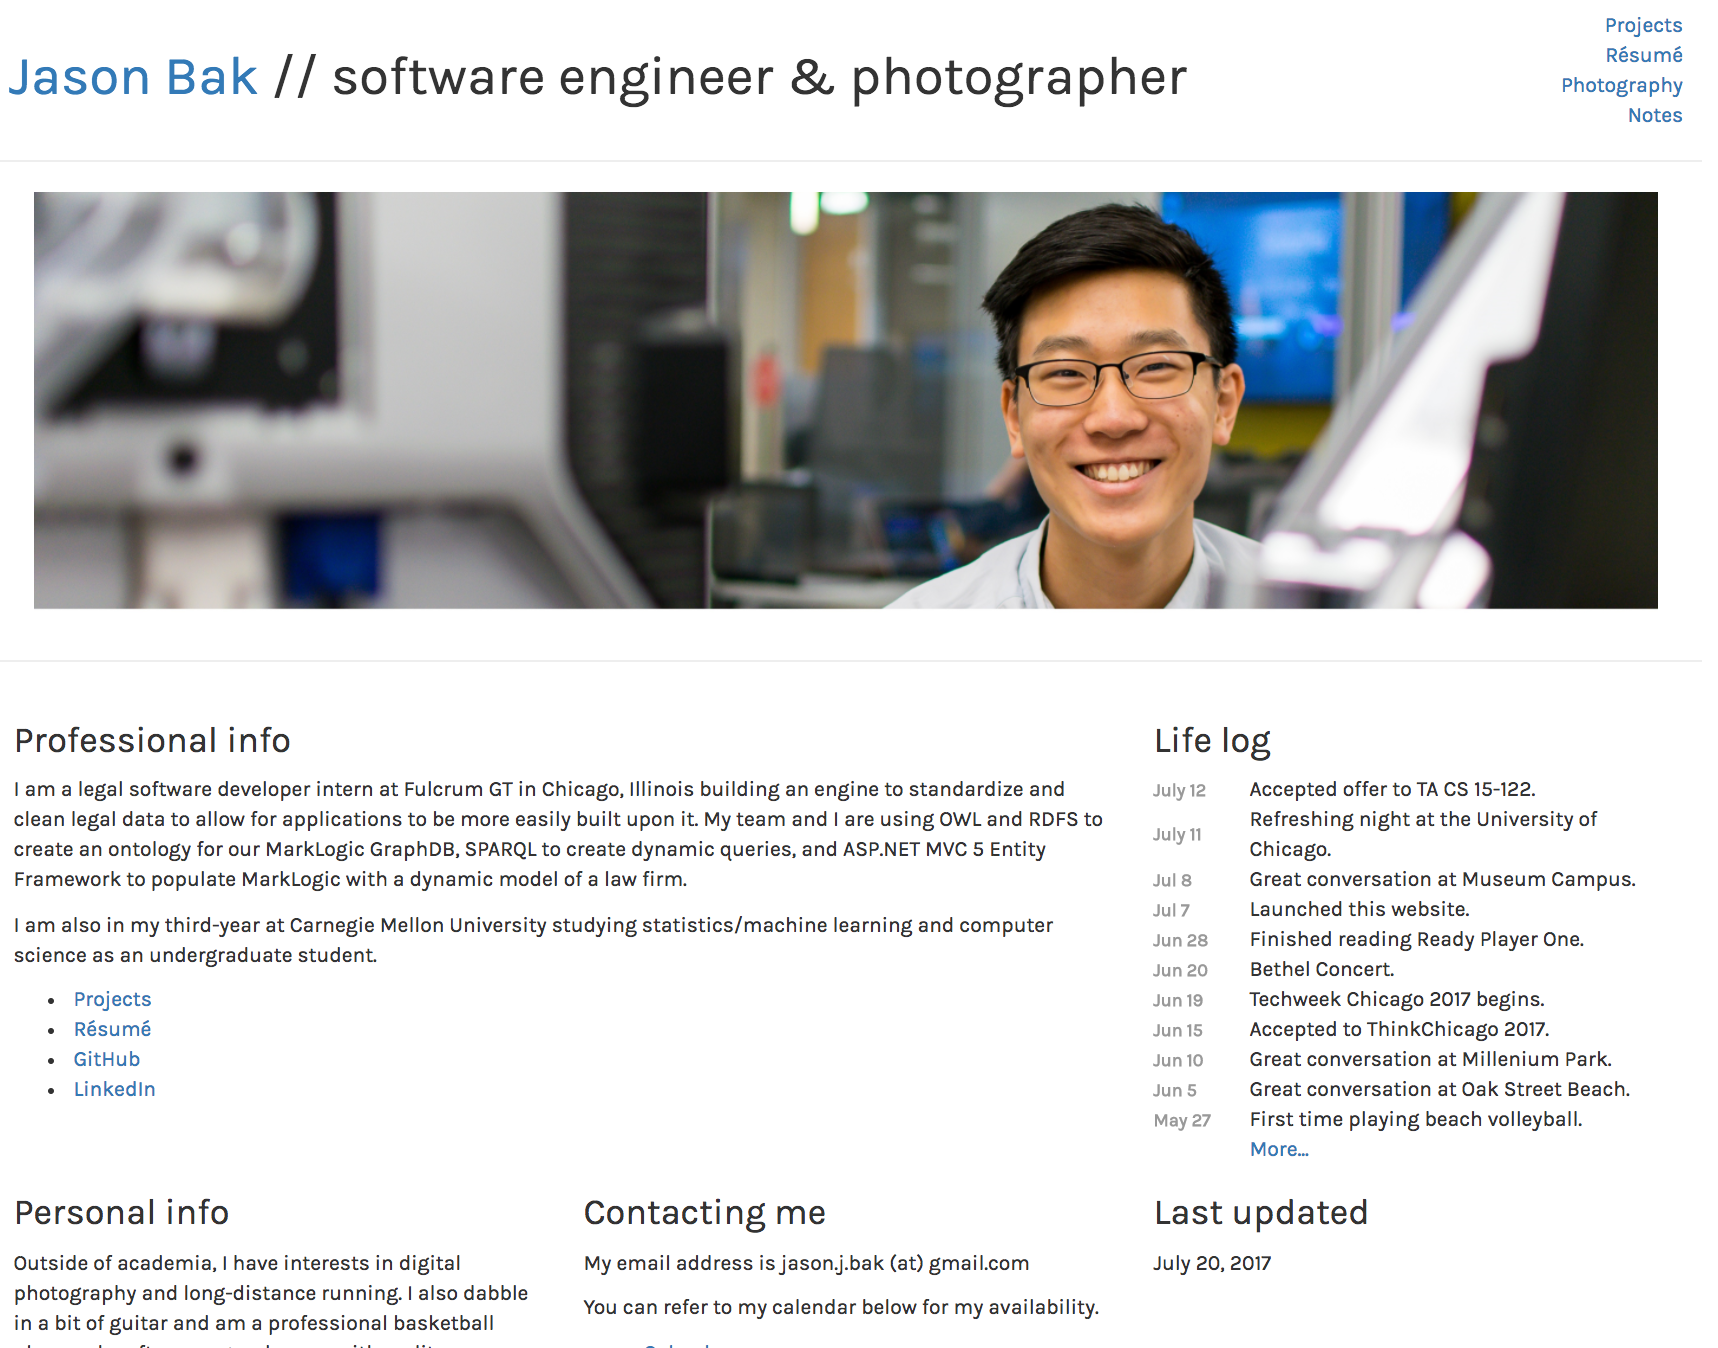 Jason Bak // software engineer & photographer
Projects
Résumé
Photography
Notes
Professional info
I am a legal software developer intern at Fulcrum GT in Chicago, Illinois building an engine to standardize and
clean legal data to allow for applications to be more easily built upon it. My team and I are using OWL and RDFS to
create an ontology for our MarkLogic GraphDB, SPARQL to create dynamic queries, and ASP.NET MVC 5 Entity
Framework to populate MarkLogic with a dynamic model of a law firm.
I am also in my third-year at Carnegie Mellon University studying statistics/machine learning and computer
science as an undergraduate student.
• Projects
• Résumé
• GitHub
• LinkedIn
Life log
July 12 Accepted offer to TA CS 15-122.
July 11 Refreshing night at the University of
Chicago.
Jul 8 Great conversation at Museum Campus.
Jul 7 Launched this website.
Jun 28 Finished reading Ready Player One.
Jun 20 Bethel Concert.
Jun 19 Techweek Chicago 2017 begins.
Jun 15 Accepted to ThinkChicago 2017.
Jun 10 Great conversation at Millenium Park.
Jun 5 Great conversation at Oak Street Beach.
May 27 First time playing beach volleyball.
More...
Personal info
Outside of academia, I have interests in digital
photography and long-distance running. I also dabble
in a bit of guitar and am a professional basketball
Contacting me
My email address is jason.j.bak (at) gmail.com
You can refer to my calendar below for my availability.
Last updated
July 20, 2017